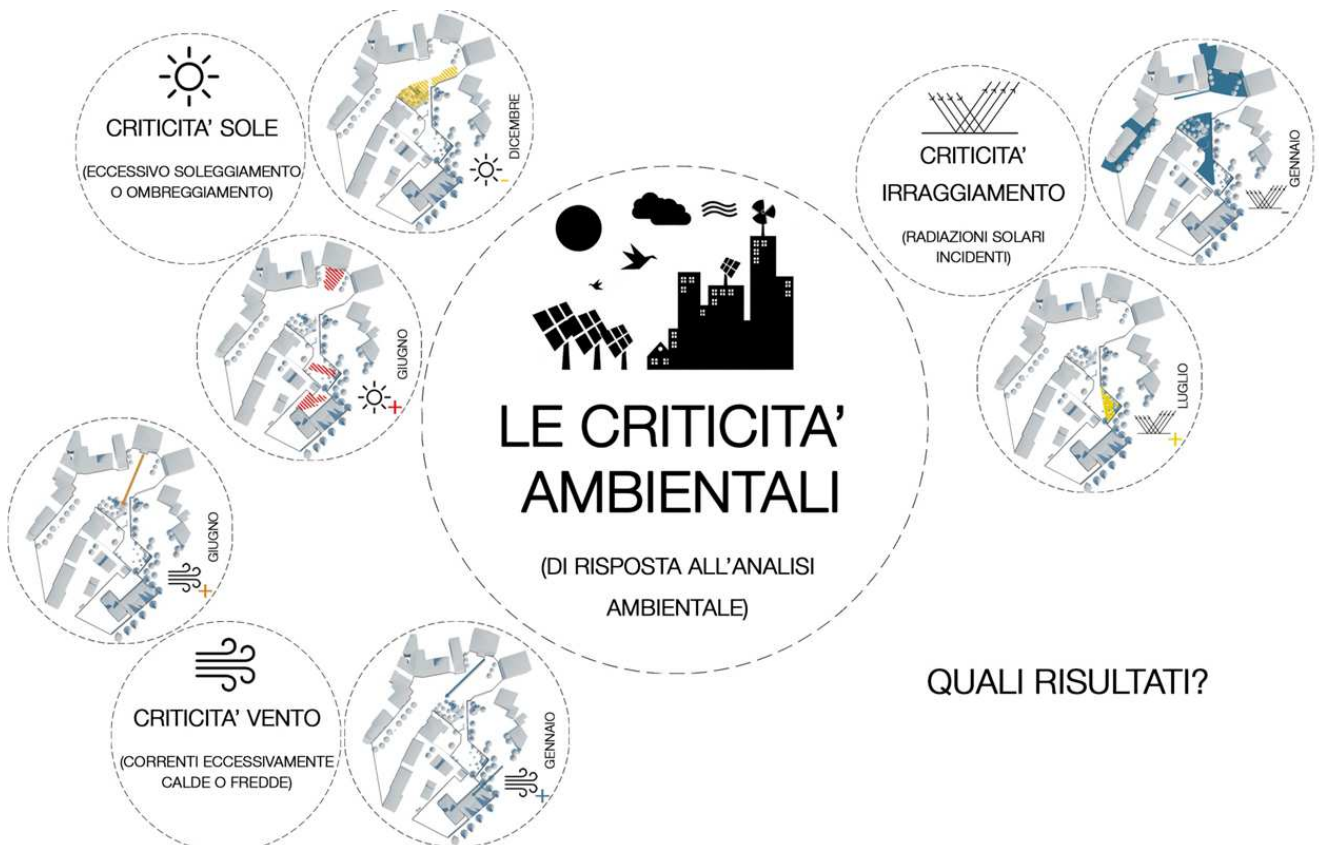 CRITICITA' SOLE
(ECCESSIVO SOLEGGIAMENTO
O OMBREGGIAMENTO)
DICEMBRE
GIUGNO
CRITICITA'
IRRAGGIAMENTO
(RADIAZIONI SOLARI
INCIDENTI)
GENNAIO
LUGLIO
LE CRITICITA'
AMBIENTALI
(DI RISPOSTA ALL'ANALISI
AMBIENTALE)
GIUGNO
CRITICITA' VENTO
(CORRENTI ECCESSIVAMENTE
CALDE O FREDDE)
GENNAIO
QUALI RISULTATI?